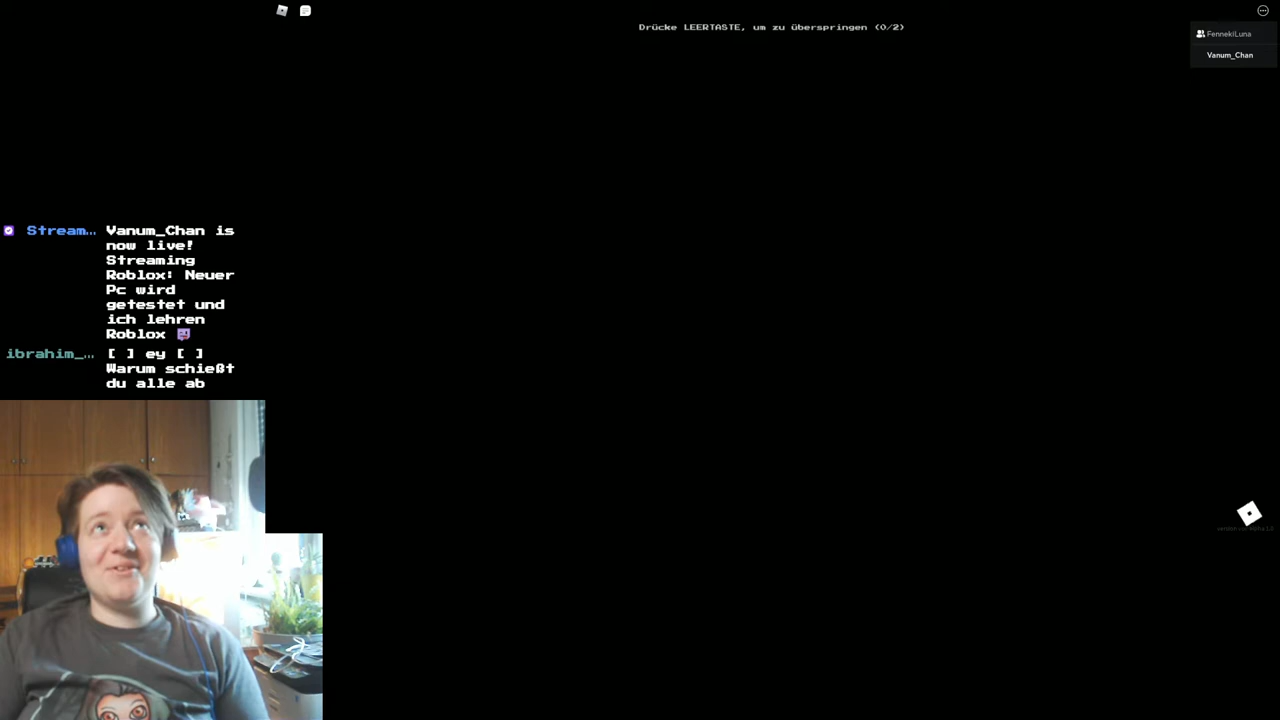 Drücke LEERTASTE, um zu überspringen (0/2)
FennekiLuna
Vanum_Chan
Stream… Vanum_Chan is
now live!
Streaming
Roblox: Neuer
Pc wird
getestet und
ich lehren
Roblox
ibrahim_… [ ] ey [ ]
Warum schießt
du alle ab